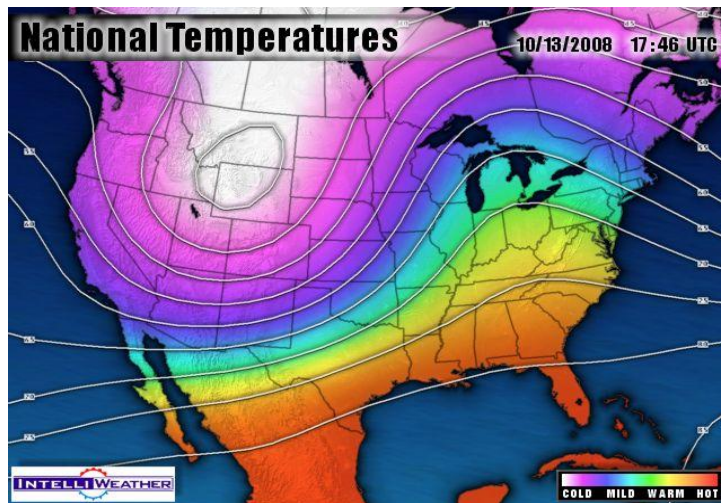 National Temperatures
10/13/2008 17:46 UTC
INTELLIWEATHER
COLD MILD WARM HOT